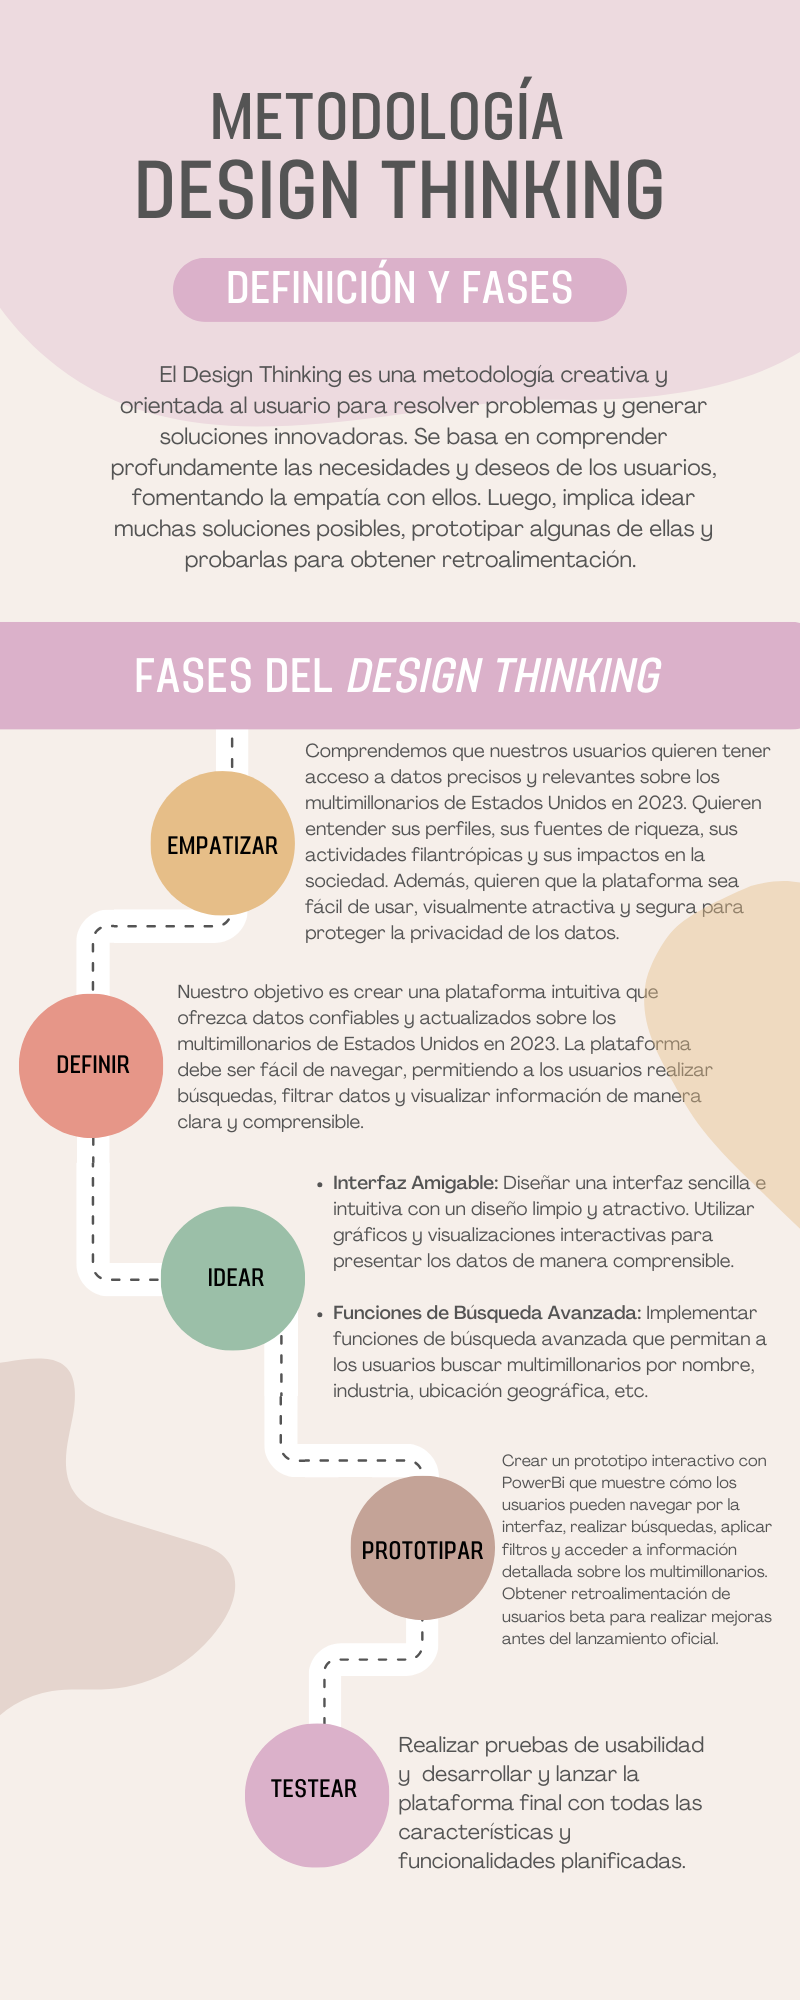 METODOLOGÍA
DESIGN THINKING
DEFINICIÓN Y FASES
El Design Thinking es una metodología creativa y
orientada al usuario para resolver problemas y generar
soluciones innovadoras. Se basa en comprender
profundamente las necesidades y deseos de los usuarios,
fomentando la empatía con ellos. Luego, implica idear
muchas soluciones posibles, prototipar algunas de ellas y
probarlas para obtener retroalimentación.
FASES DEL DESIGN THINKING
EMPATIZAR
Comprendemos que nuestros usuarios quieren tener
acceso a datos precisos y relevantes sobre los
multimillonarios de Estados Unidos en 2023. Quieren
entender sus perfiles, sus fuentes de riqueza, sus
actividades filantrópicas y sus impactos en la
sociedad. Además, quieren que la plataforma sea
fácil de usar, visualmente atractiva y segura para
proteger la privacidad de los datos.
DEFINIR
Nuestro objetivo es crear una plataforma intuitiva que
ofrezca datos confiables y actualizados sobre los
multimillonarios de Estados Unidos en 2023. La plataforma
debe ser fácil de navegar, permitiendo a los usuarios realizar
búsquedas, filtrar datos y visualizar información de manera
clara y comprensible.
IDEAR
• Interfaz Amigable: Diseñar una interfaz sencilla e
intuitiva con un diseño limpio y atractivo. Utilizar
gráficos y visualizaciones interactivas para
presentar los datos de manera comprensible.
• Funciones de Búsqueda Avanzada: Implementar
funciones de búsqueda avanzada que permitan a
los usuarios buscar multimillonarios por nombre,
industria, ubicación geográfica, etc.
PROTOTIPAR
Crear un prototipo interactivo con
PowerBi que muestre cómo los
usuarios pueden navegar por la
interfaz, realizar búsquedas, aplicar
filtros y acceder a información
detallada sobre los multimillonarios.
Obtener retroalimentación de
usuarios beta para realizar mejoras
antes del lanzamiento oficial.
TESTEAR
Realizar pruebas de usabilidad
y  desarrollar y lanzar la
plataforma final con todas las
características y
funcionalidades planificadas.